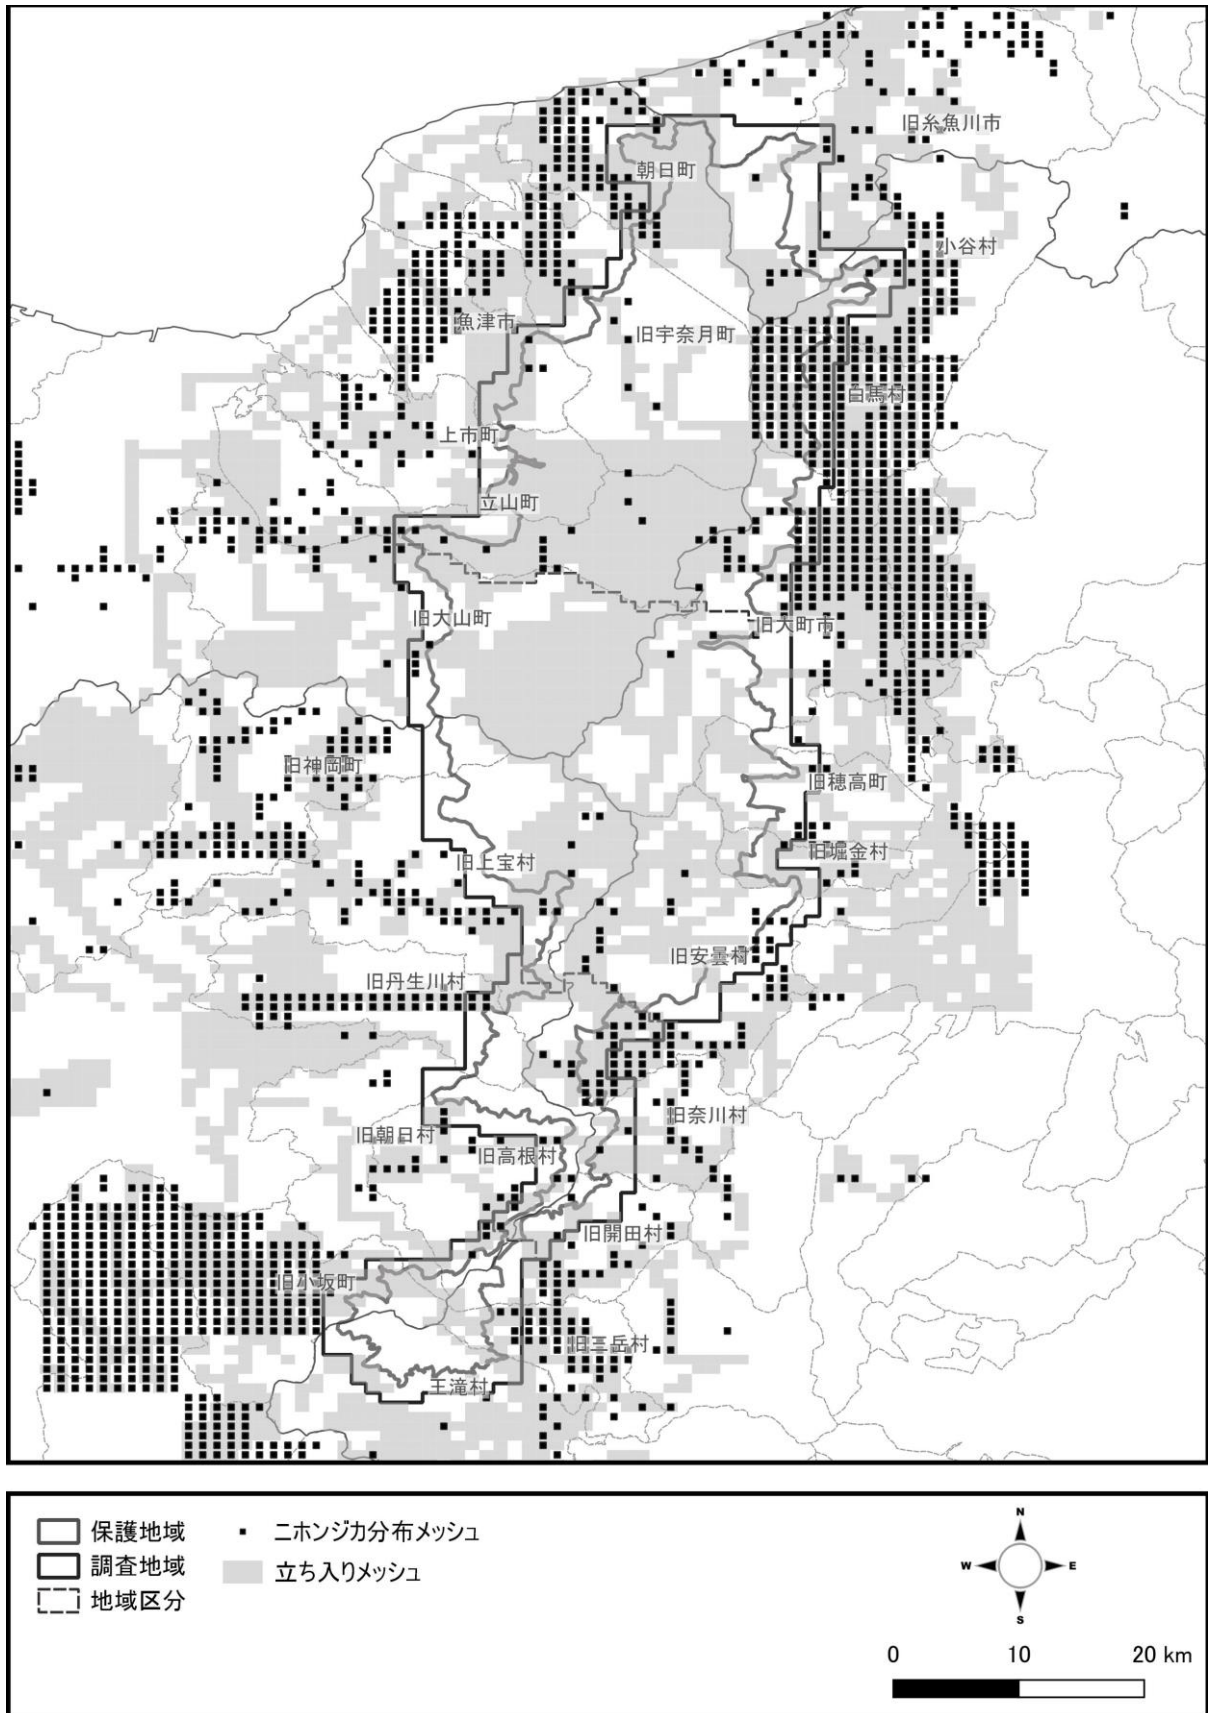 旧糸魚川市
朝日町
小谷村
魚津市
旧宇奈月町
白馬村
上市町
立山町
旧大山町
旧大町市
旧神岡町
旧穂高町
旧上宝村
旧堀金村
旧安曇村
旧丹生川村
旧奈川村
旧朝日村
旧高根村
旧開田村
旧小坂町
旧三岳村
王滝村
保護地域
ニホンジカ分布メッシュ
調査地域
立ち入りメッシュ
地域区分
N
W E
S
0 10 20 km